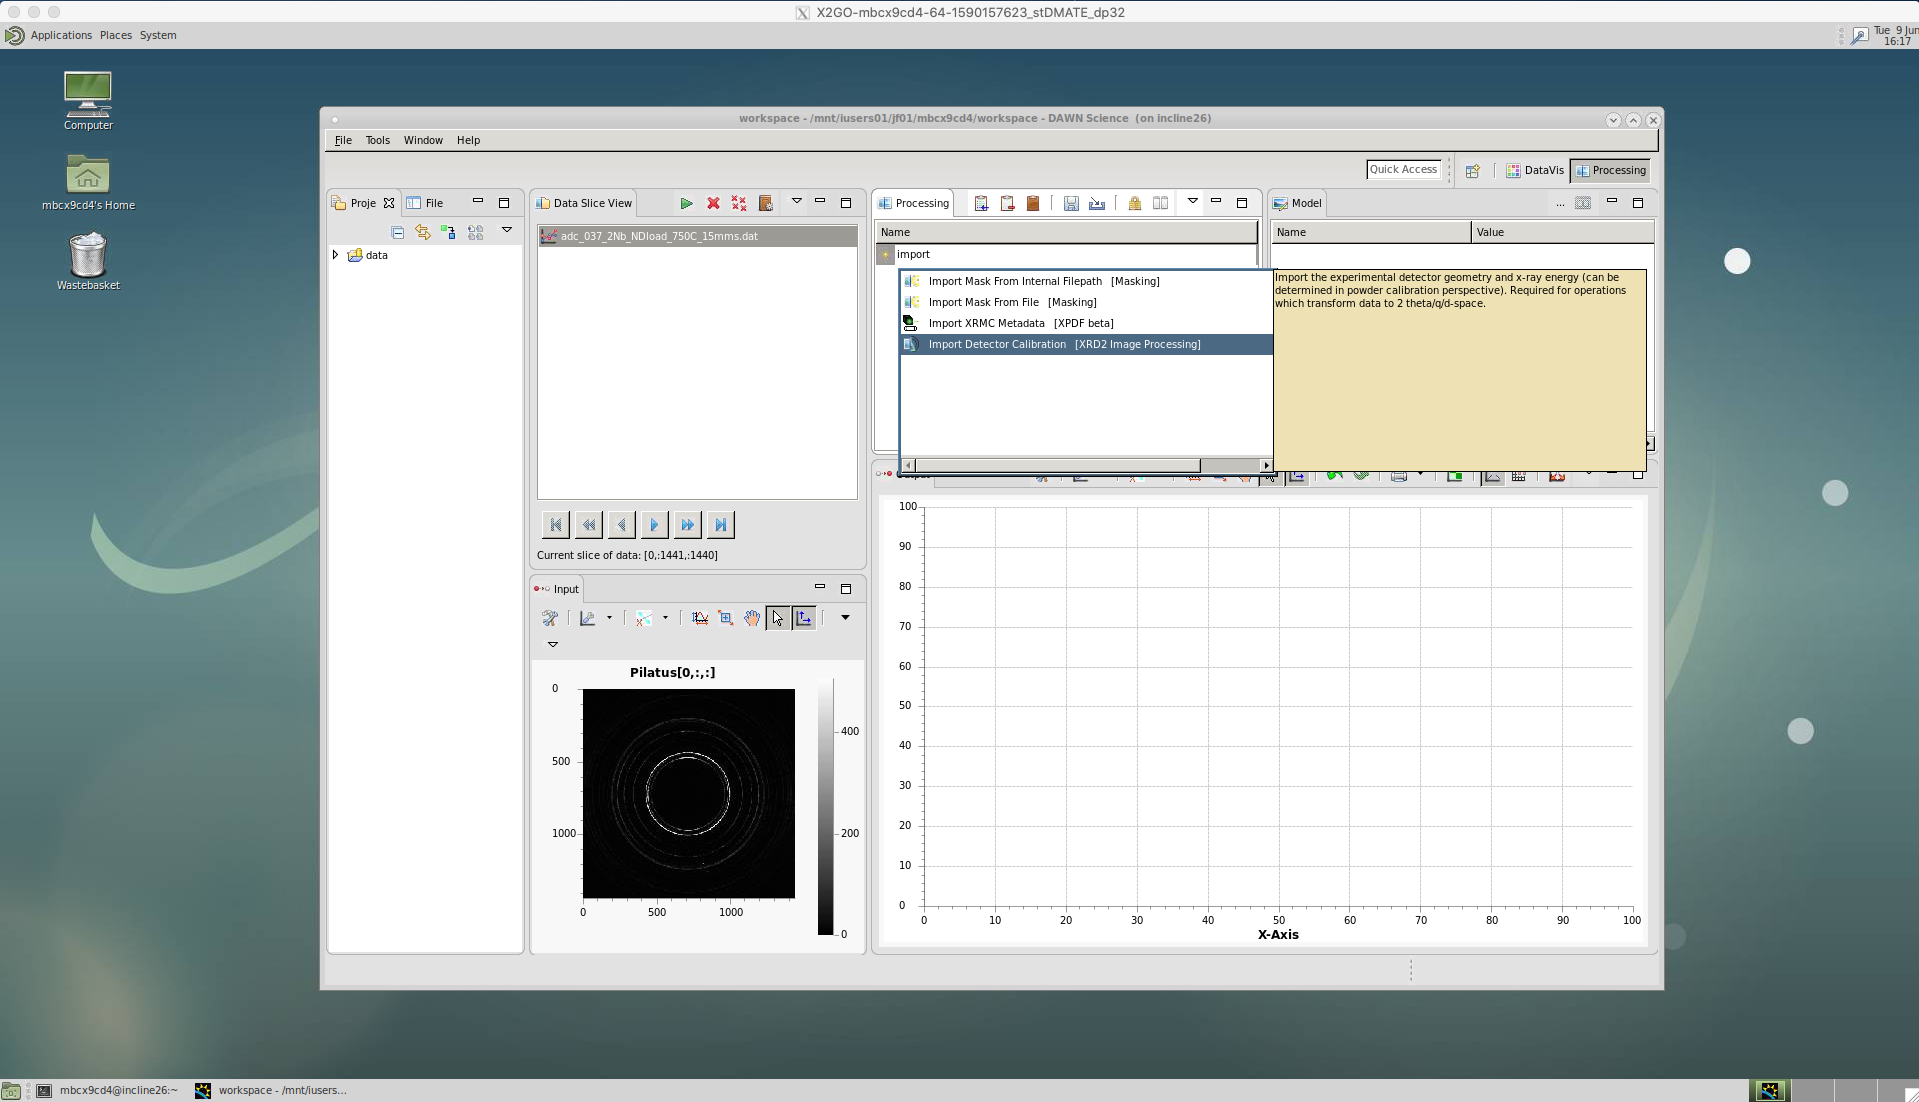 X2GO-mbcx9cd4-64-1590157623_stDMATE_dp32
Applications Places System
Tue 9 Jun
16:17
Computer
mbcx9cd4's Home
Wastebasket
workspace - /mnt/iusers01/jf01/mbcx9cd4/workspace - DAWN Science (on incline26)
File Tools Window Help
Quick Access
DataVis
Processing
Proje
File
data
Data Slice View
adc_037_2Nb_NDload_750C_15mms.dat
Current slice of data: [0,:1441,:1440]
Processing
Name
import
Import Mask From Internal Filepath [Masking]
Import Mask From File [Masking]
Import XRMC Metadata [XPDF beta]
Import Detector Calibration [XRD2 Image Processing]
Model
...
Name Value
Import the experimental detector geometry and x-ray energy (can be
determined in powder calibration perspective). Required for operations
which transform data to 2 theta/q/d-space.
Input
Pilatus[0,:,:]
0
500
1000
0 500 1000
400
200
0
100
90
80
70
60
50
40
30
20
10
0
0 10 20 30 40 50 60 70 80 90 100
X-Axis
mbcx9cd4@incline26:~
workspace - /mnt/iusers...